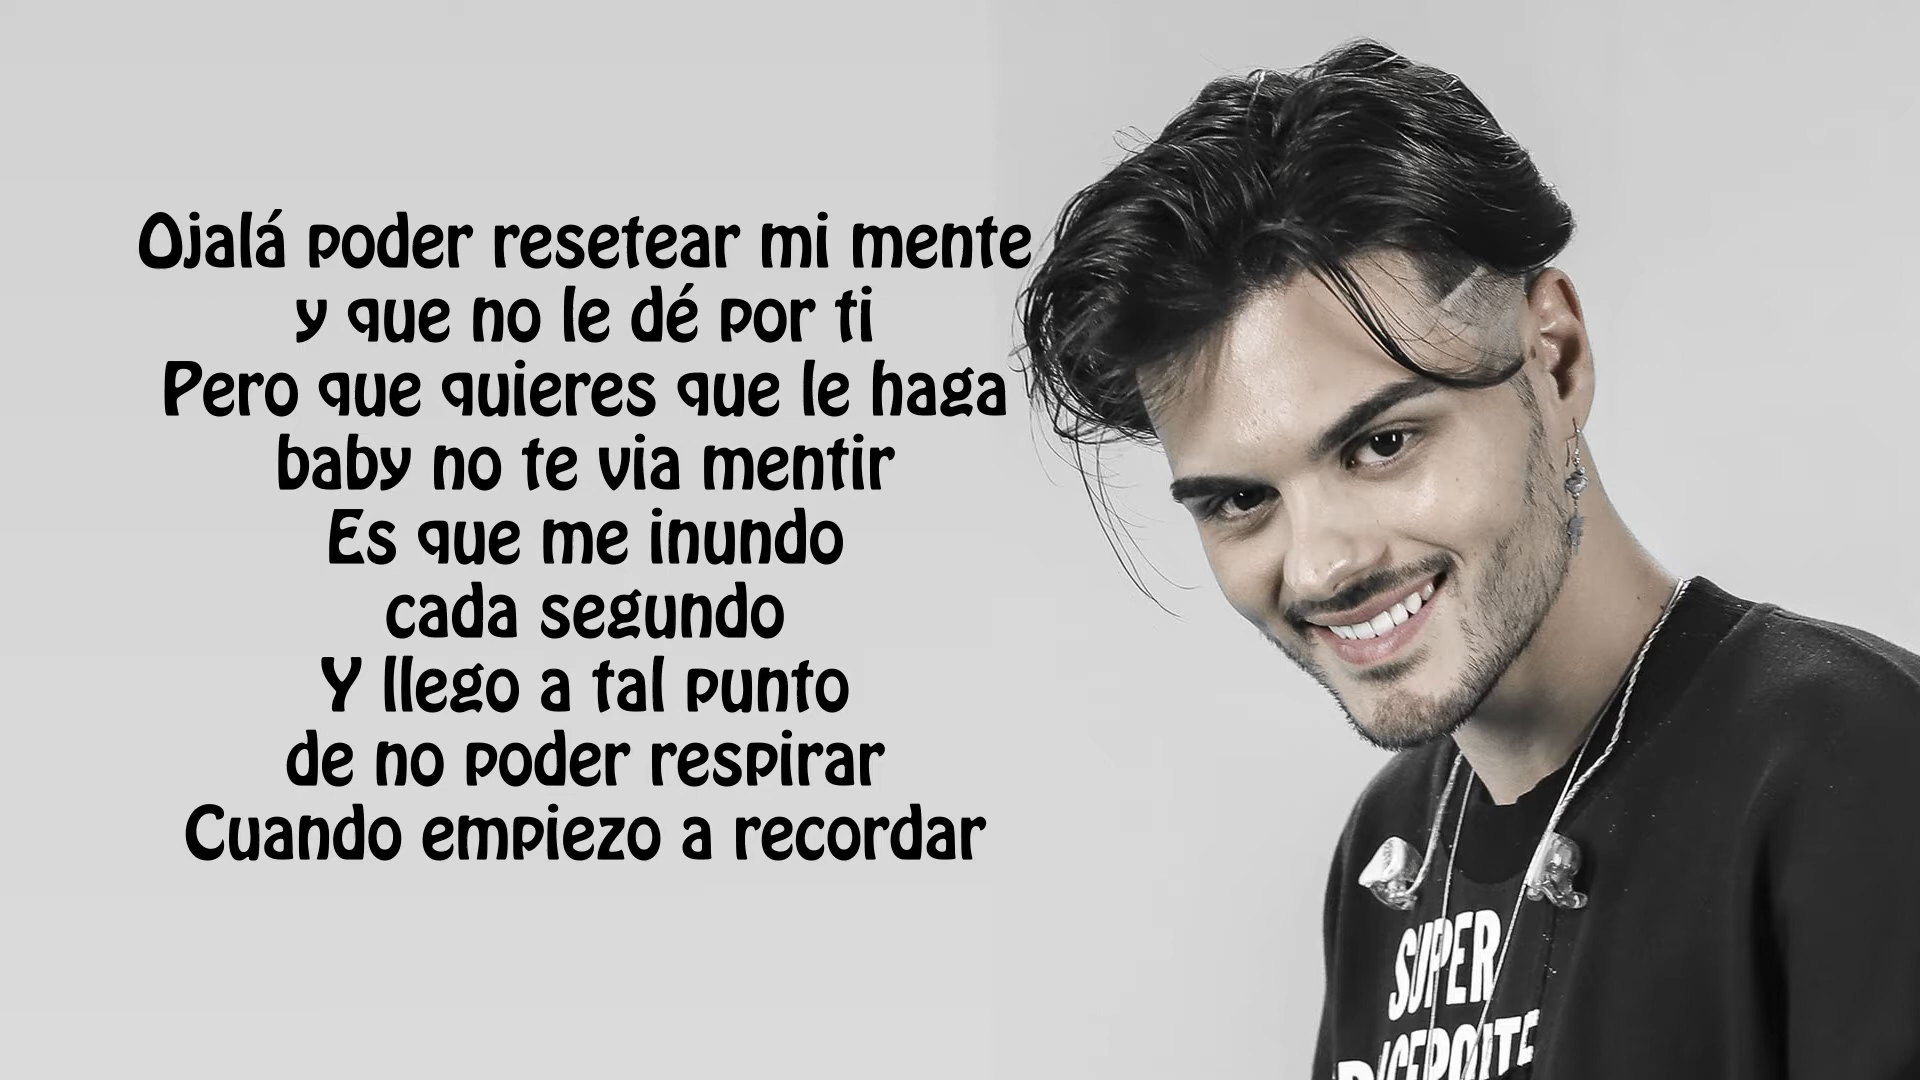 Ojalá poder resetear mi mente
y que no le dé por ti
Pero que quieres que le haga
baby no te via mentir
Es que me inundo
cada segundo
Y llego a tal punto
de no poder respirar
Cuando empiezo a recordar
SUPER